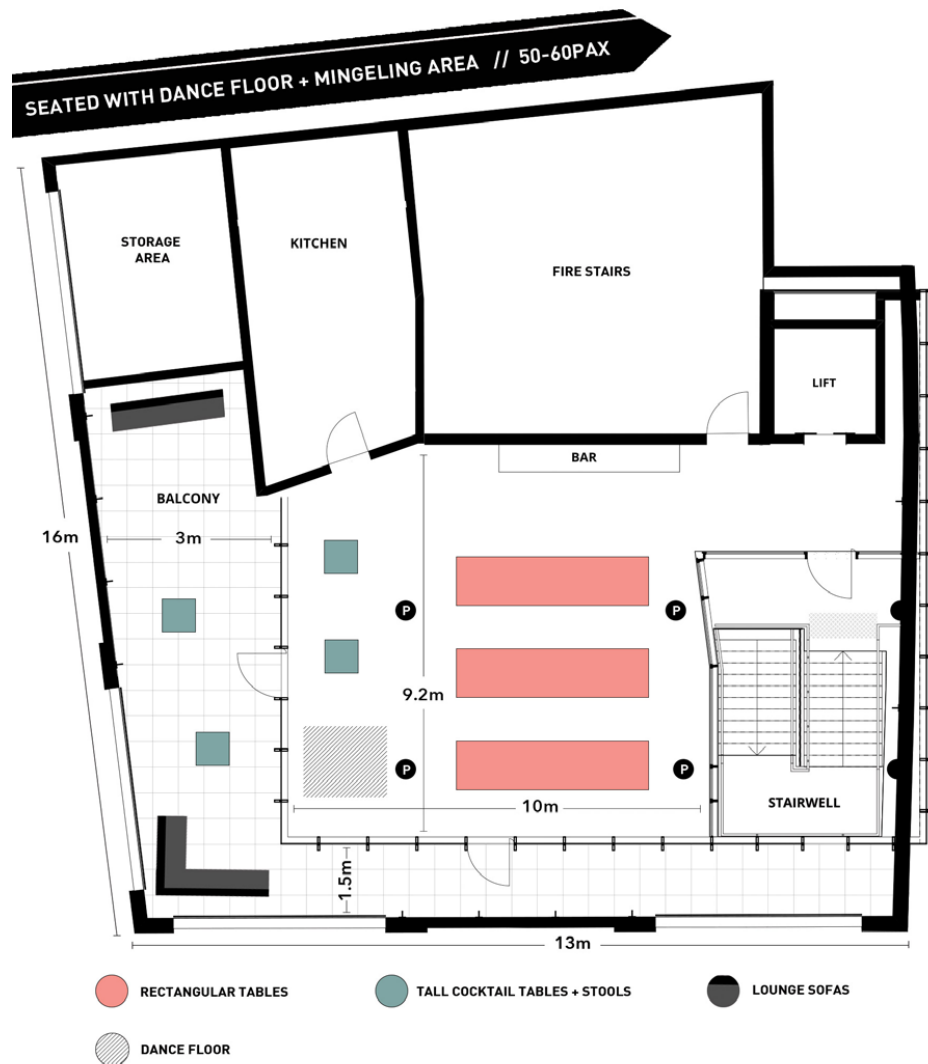 SEATED WITH DANCE FLOOR + MINGELING AREA // 50-60PAX
STORAGE
AREA
KITCHEN
FIRE STAIRS
LIFT
BAR
BALCONY
16m
3m
P
P
9.2m
P
P
10m
STAIRWELL
1.5m
13m
RECTANGULAR TABLES
TALL COCKTAIL TABLES + STOOLS
LOUNGE SOFAS
DANCE FLOOR